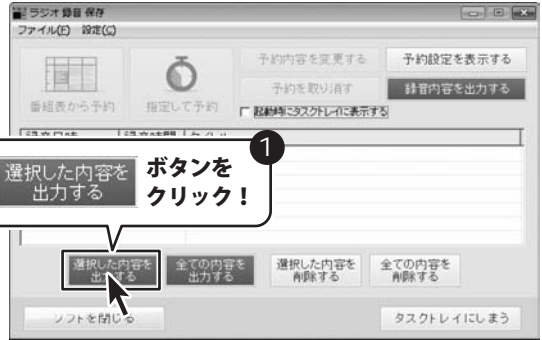 ラジオ 録音 保存
ファイル(F) 設定(C)
番組表から予約
指定して予約
予約内容を変更する
予約を取り消す
予約設定を表示する
録音内容を出力する
起動時にタスクトレイに表示する
1
選択した内容を
出力する
ボタンを
クリック！
選択した内容を
出力する
全ての内容を
出力する
選択した内容を
削除する
全ての内容を
削除する
ソフトを閉じる
タスクトレイにしまう